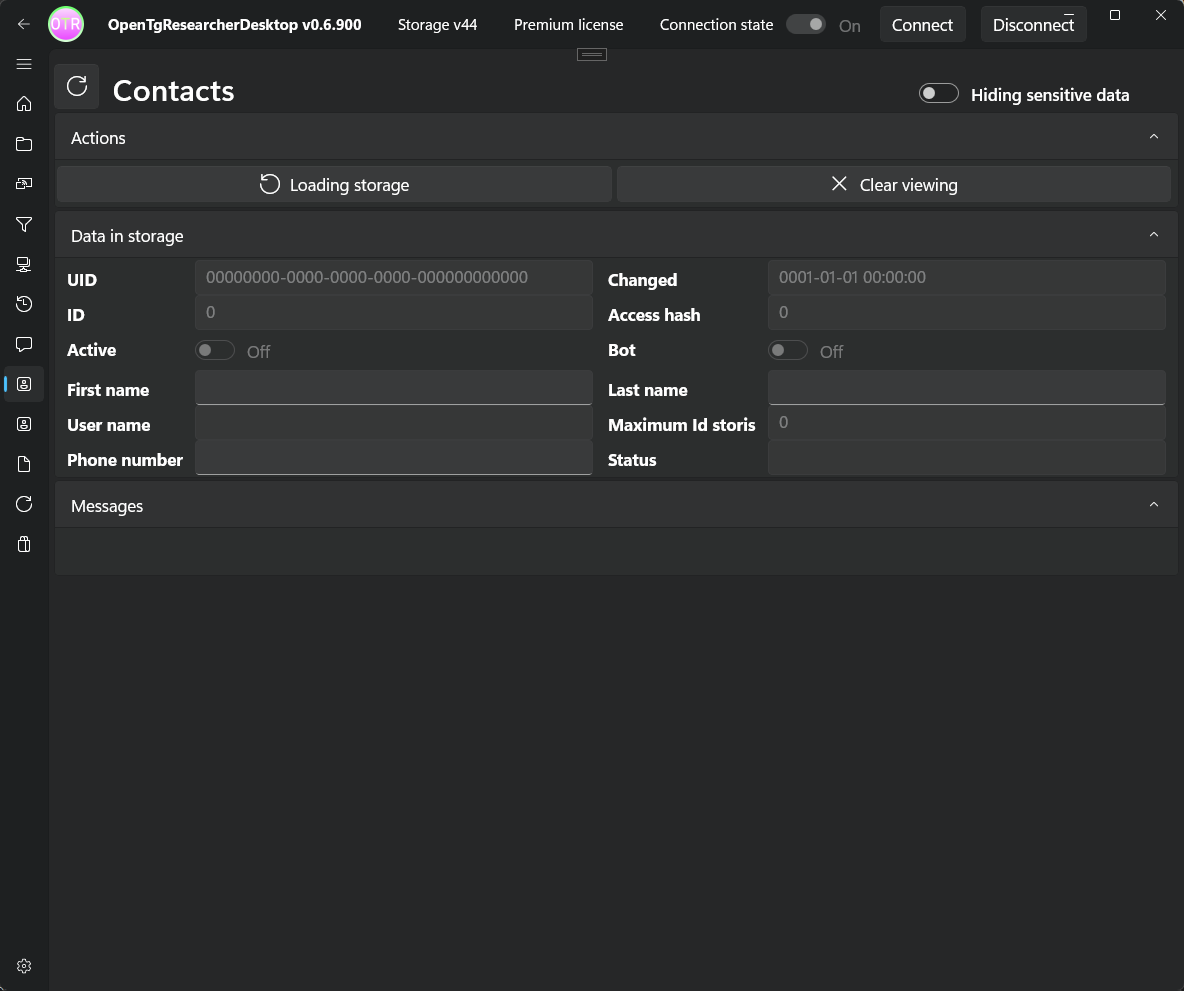 OTR OpenTgResearcherDesktop v0.6.900 Storage v44 Premium license Connection state On Connect Disconnect
Contacts Hiding sensitive data
Actions
Loading storage Clear viewing
Data in storage
UID 00000000-0000-0000-0000-000000000000 Changed 0001-01-01 00:00:00
ID 0 Access hash 0
Active Off Bot Off
First name Last name
User name Maximum Id storis 0
Phone number Status
Messages